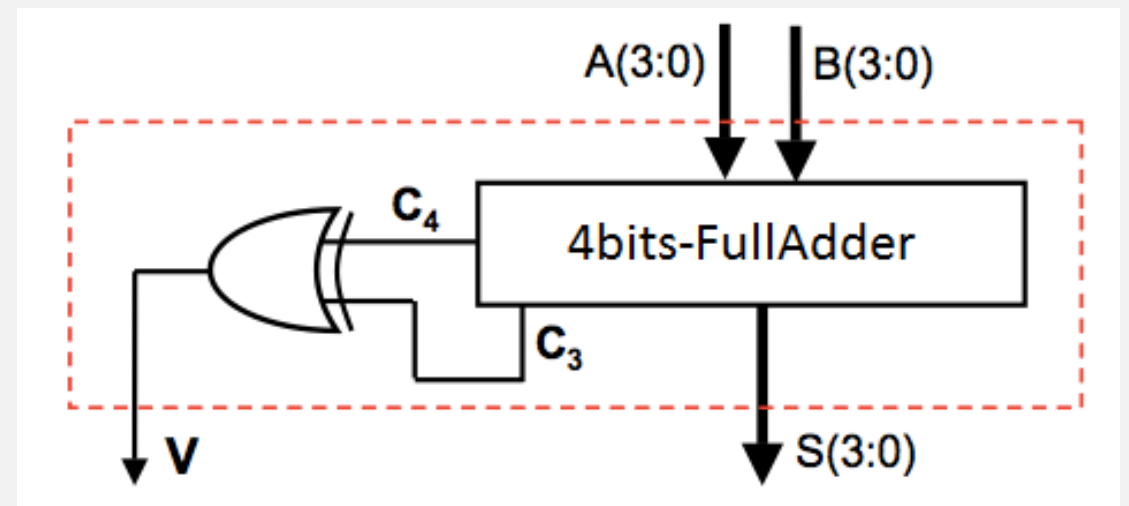 A(3:0) B(3:0)
C₄
4bits-FullAdder
C₃
V
S(3:0)